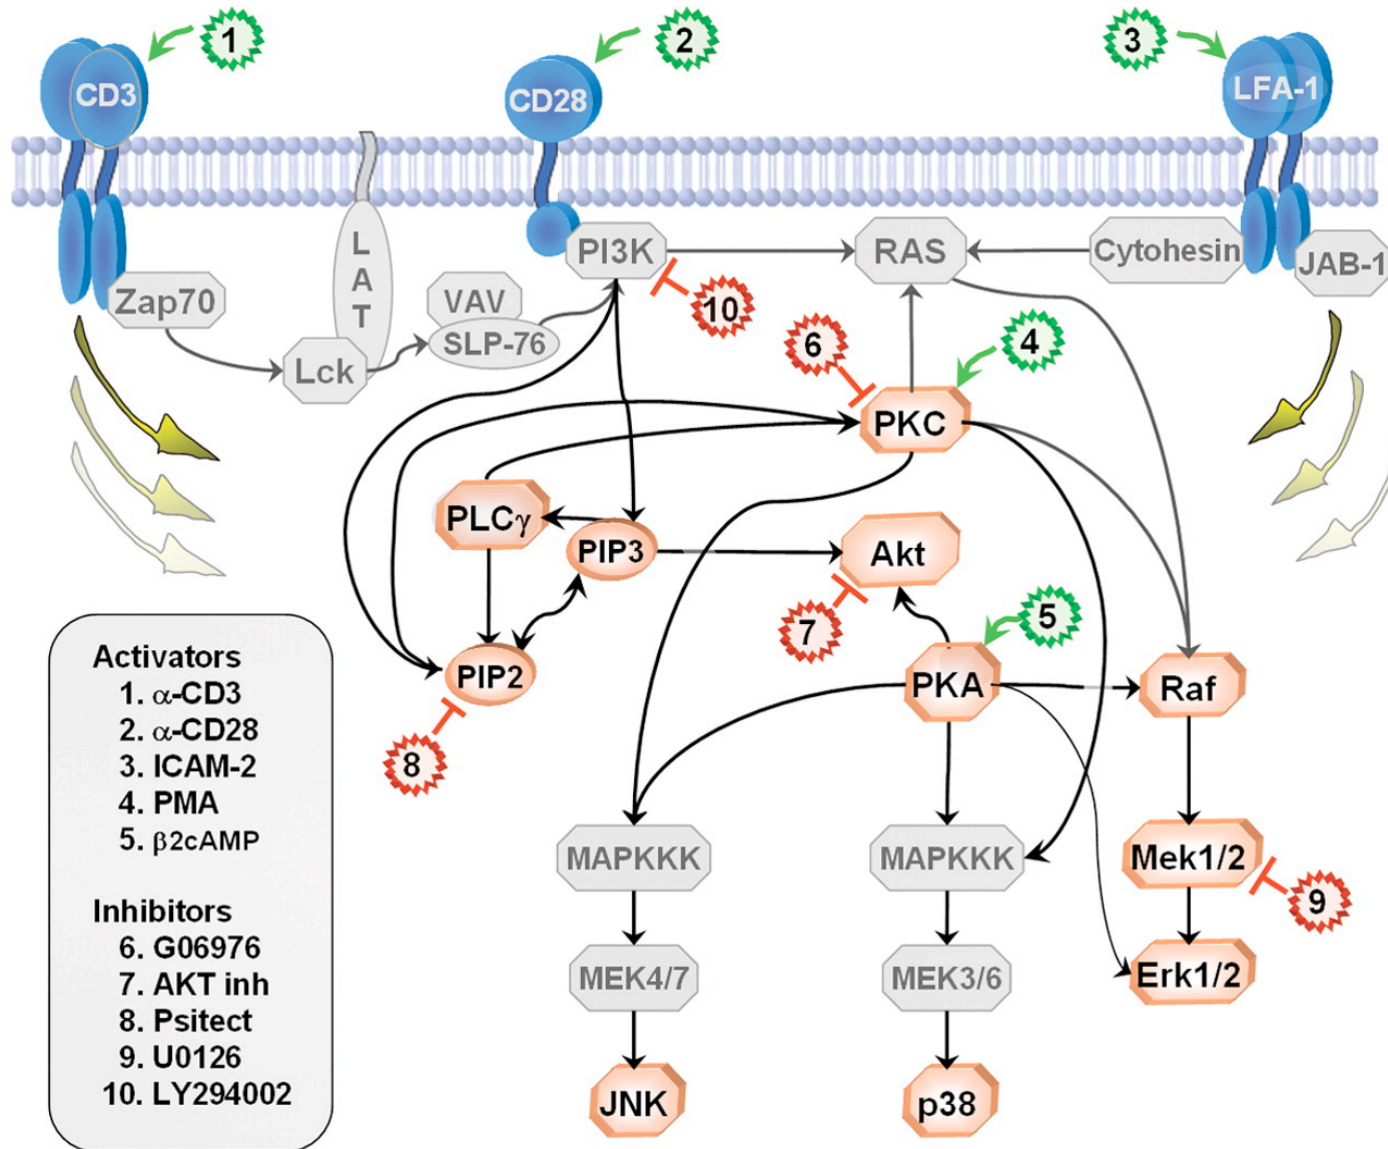 1
2
3
CD3
CD28
LFA-1
L
A
T
PI3K
RAS
Cytohesin
JAB-1
Zap70
VAV
SLP-76
Lck
10
6
4
PKC
PLCγ
PIP3
Akt
7
5
PIP2
PKA
Raf
8
MAPKKK
MAPKKK
Mek1/2
9
MEK4/7
MEK3/6
Erk1/2
JNK
p38
Activators
1. α-CD3
2. α-CD28
3. ICAM-2
4. PMA
5. β2cAMP
Inhibitors
6. G06976
7. AKT inh
8. Psitect
9. U0126
10. LY294002